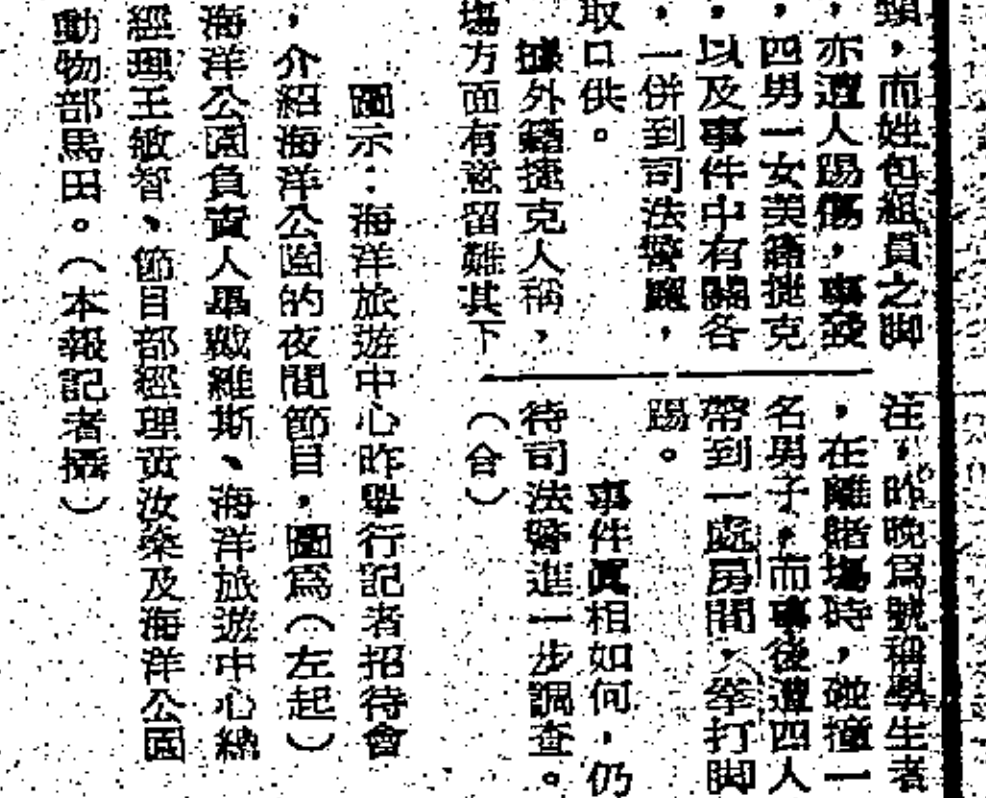 頸，而姓包組員之脚
，亦遭人踢傷，事發
，四男一女美籍捷克
，以及事件中有關各
，一併到司法警，
取口供。
據外籍捷克人稱，
塲方面有意留難其下
注，昨晚爲號稱學生者
，在離賭塲時，碰撞一
名男子，而事後遭四人
帶到一處房間，拳打脚
踢。
事件眞相如何，仍
待司法警進一步調查。
（合）
圖示：海洋旅遊中心昨舉行記者招待會
，介紹海洋公園的夜間節目，圖爲（左起）
海洋公園負責人畢戴維斯、海洋旅遊中心總
經理王敏智、節目部經理黃汝燊及海洋公園
動物部馬田。（本報記者攝）